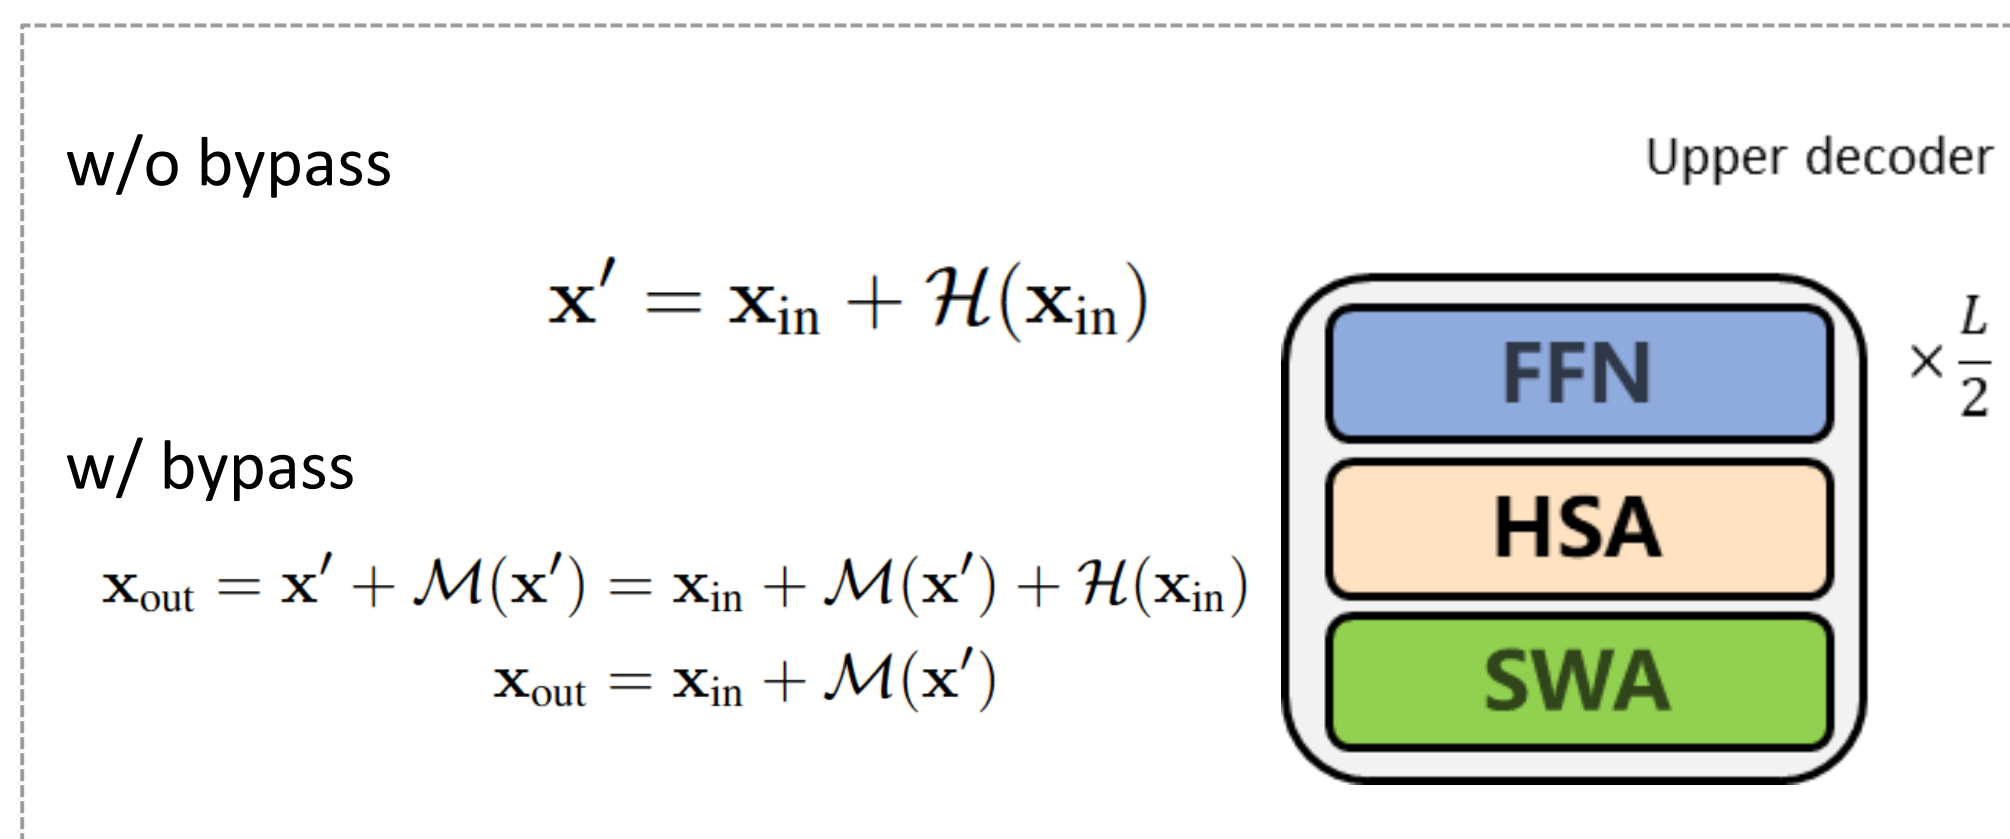 w/o bypass
x′ = x_in + ℋ(x_in)
w/ bypass
x_out = x′ + ℳ(x′) = x_in + ℳ(x′) + ℋ(x_in)
x_out = x_in + ℳ(x′)
Upper decoder
FFN
HSA
SWA
× L/2